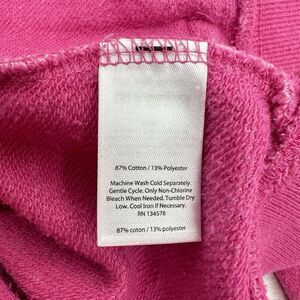 87% Cotton / 13% Polyester
Machine Wash Cold Separately.
Gentle Cycle. Only Non-Chlorine
Bleach When Needed. Tumble Dry
Low. Cool Iron If Necessary.
RN 134578
87% cotton / 13% polyester